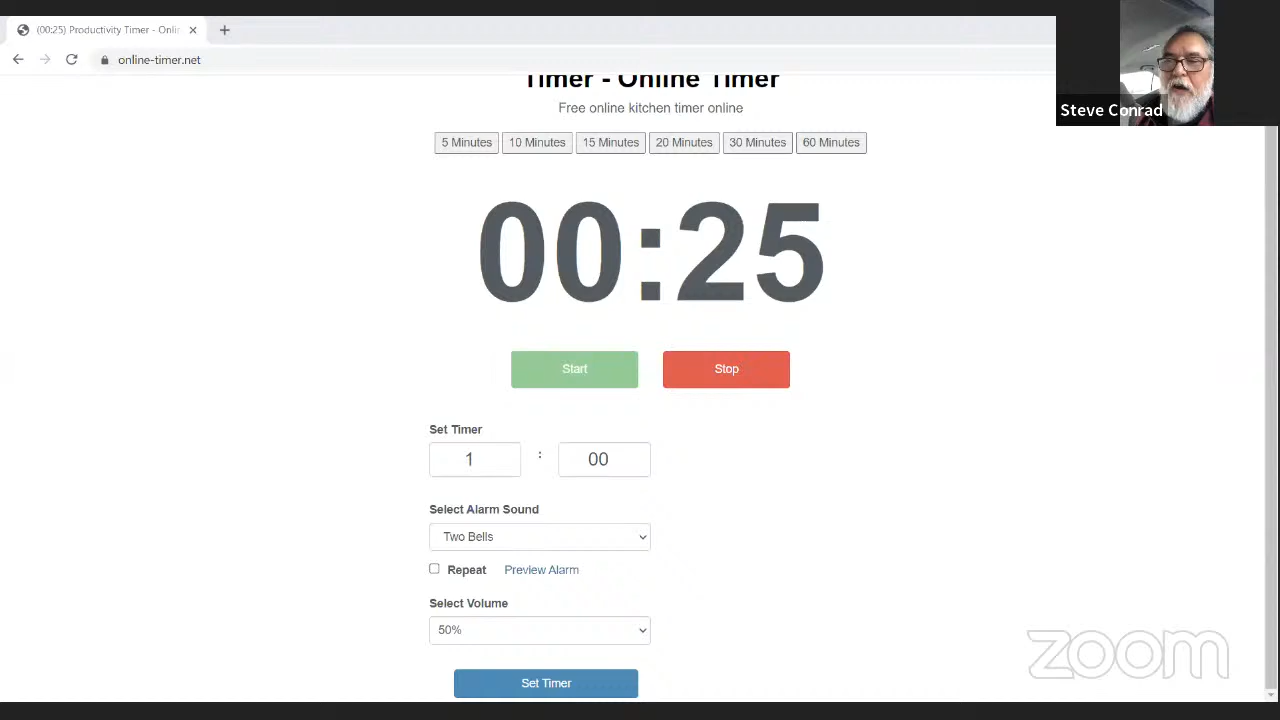 (00:25) Productivity Timer - Onli
online-timer.net
Steve Conrad
Timer - Online Timer
Free online kitchen timer online
5 Minutes 10 Minutes 15 Minutes 20 Minutes 30 Minutes 60 Minutes
00:25
Start Stop
Set Timer
1 : 00
Select Alarm Sound
Two Bells
Repeat Preview Alarm
Select Volume
50%
Set Timer
zoom